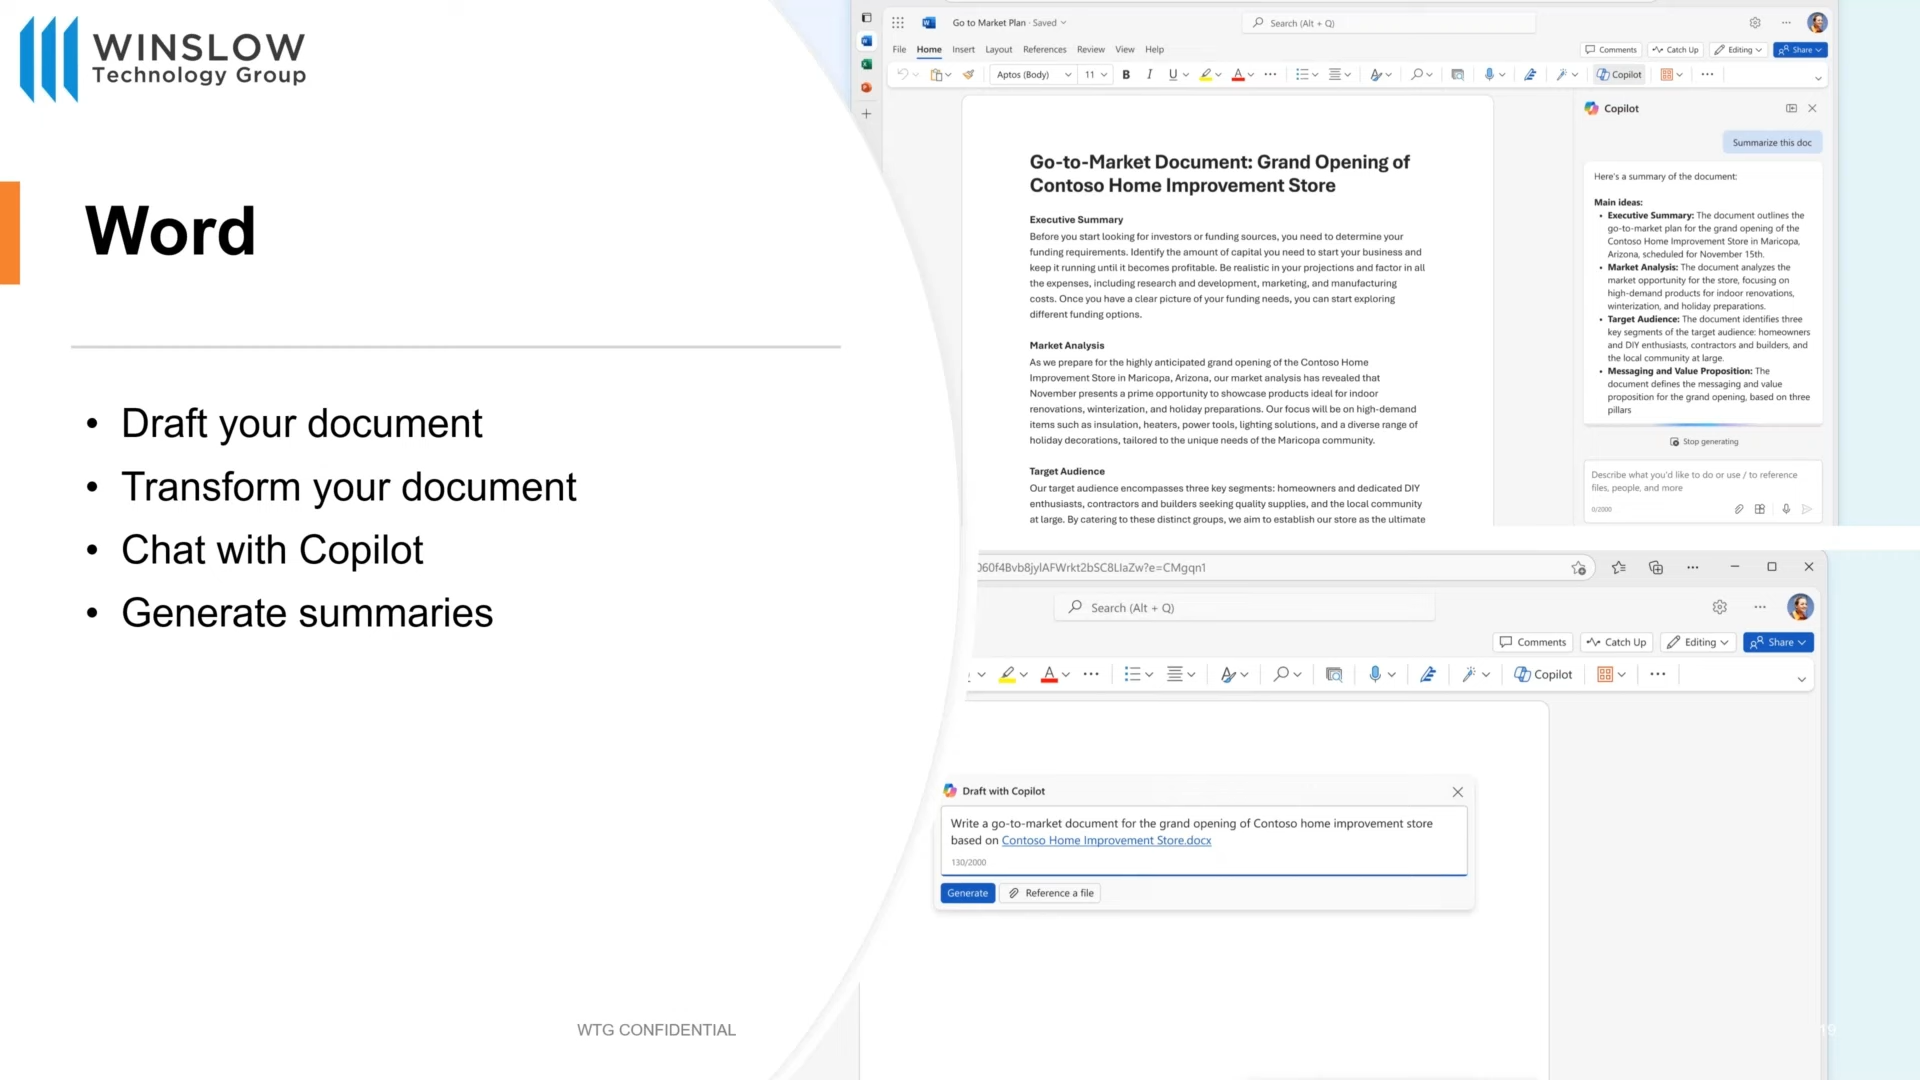 WINSLOW
Technology Group
Word
• Draft your document
• Transform your document
• Chat with Copilot
• Generate summaries
WTG CONFIDENTIAL
Go to Market Plan · Saved
Search (Alt + Q)
File Home Insert Layout References Review View Help
Comments Catch Up Editing Share
Aptos (Body) 11 B I U A Copilot
Go-to-Market Document: Grand Opening of
Contoso Home Improvement Store
Executive Summary
Before you start looking for investors or funding sources, you need to determine your
funding requirements. Identify the amount of capital you need to start your business and
keep it running until it becomes profitable. Be realistic in your projections and factor in all
the expenses, including research and development, marketing, and manufacturing
costs. Once you have a clear picture of your funding needs, you can start exploring
different funding options.
Market Analysis
As we prepare for the highly anticipated grand opening of the Contoso Home
Improvement Store in Maricopa, Arizona, our market analysis has revealed that
November presents a prime opportunity to showcase products ideal for indoor
renovations, winterization, and holiday preparations. Our focus will be on high-demand
items such as insulation, heaters, power tools, lighting solutions, and a diverse range of
holiday decorations, tailored to the unique needs of the Maricopa community.
Target Audience
Our target audience encompasses three key segments: homeowners and dedicated DIY
enthusiasts, contractors and builders seeking quality supplies, and the local community
at large. By catering to these distinct groups, we aim to establish our store as the ultimate
Copilot
Summarize this doc
Here's a summary of the document:
Main ideas:
• Executive Summary: The document outlines the
go-to-market plan for the grand opening of the
Contoso Home Improvement Store in Maricopa,
Arizona, scheduled for November 15th.
• Market Analysis: The document analyzes the
market opportunity for the store, focusing on
high-demand products for indoor renovations,
winterization, and holiday preparations.
• Target Audience: The document identifies three
key segments of the target audience: homeowners
and DIY enthusiasts, contractors and builders, and
the local community at large.
• Messaging and Value Proposition: The
document defines the messaging and value
proposition for the grand opening, based on three
pillars
Stop generating
Describe what you'd like to do or use / to reference
files, people, and more
0/2000
Search (Alt + Q)
Comments Catch Up Editing Share
A Copilot
Draft with Copilot
Write a go-to-market document for the grand opening of Contoso home improvement store
based on Contoso Home Improvement Store.docx
130/2000
Generate Reference a file
19